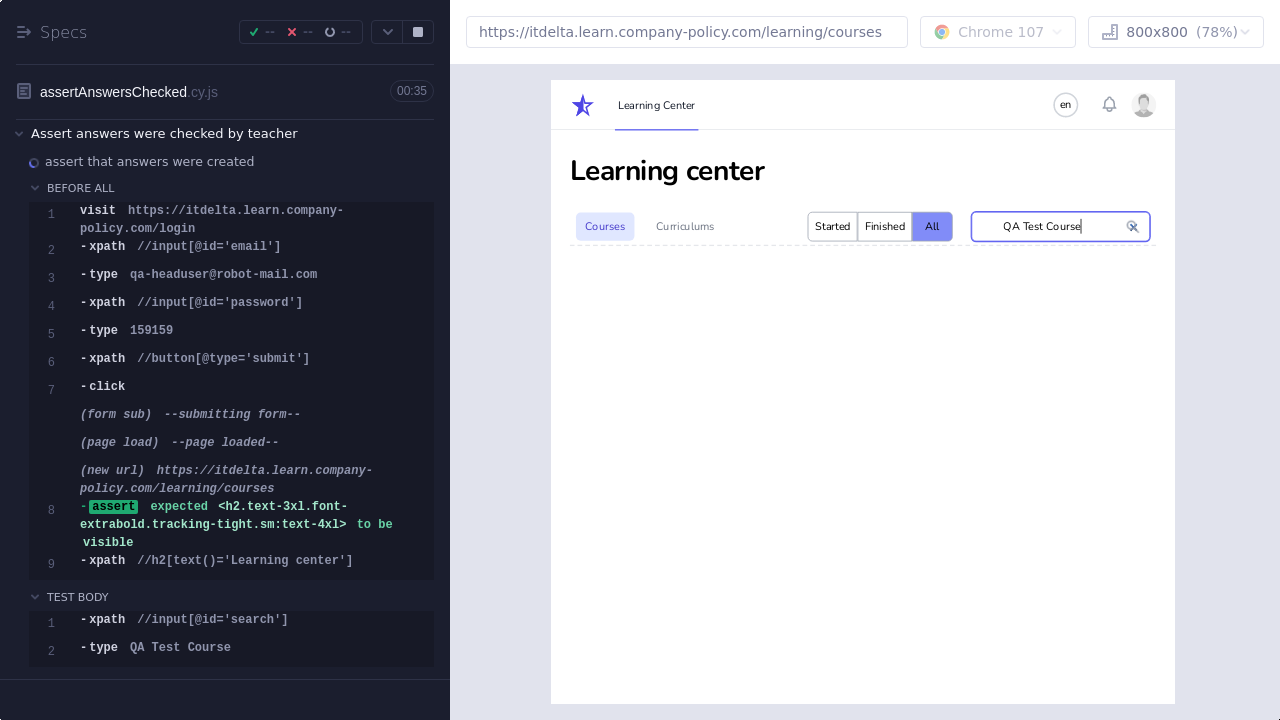 Specs
--
--
--
assertAnswersChecked.cy.js
00:35
Assert answers were checked by teacher
assert that answers were created
BEFORE ALL
1 visit https://itdelta.learn.company-
policy.com/login
2 -xpath //input[@id='email']
3 -type qa-headuser@robot-mail.com
4 -xpath //input[@id='password']
5 -type 159159
6 -xpath //button[@type='submit']
7 -click
(form sub) --submitting form--
(page load) --page loaded--
(new url) https://itdelta.learn.company-
policy.com/learning/courses
8 -assert expected <h2.text-3xl.font-
extrabold.tracking-tight.sm:text-4xl> to be
visible
9 -xpath //h2[text()='Learning center']
TEST BODY
1 -xpath //input[@id='search']
2 -type QA Test Course
https://itdelta.learn.company-policy.com/learning/courses
Chrome 107
800x800 (78%)
Learning Center
en
Learning center
Courses
Curriculums
Started
Finished
All
QA Test Course